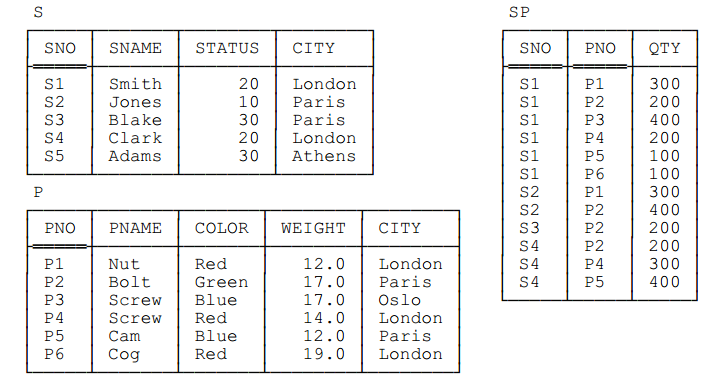 S
SNO SNAME STATUS CITY
S1 Smith 20 London
S2 Jones 10 Paris
S3 Blake 30 Paris
S4 Clark 20 London
S5 Adams 30 Athens
P
PNO PNAME COLOR WEIGHT CITY
P1 Nut Red 12.0 London
P2 Bolt Green 17.0 Paris
P3 Screw Blue 17.0 Oslo
P4 Screw Red 14.0 London
P5 Cam Blue 12.0 Paris
P6 Cog Red 19.0 London
SP
SNO PNO QTY
S1 P1 300
S1 P2 200
S1 P3 400
S1 P4 200
S1 P5 100
S1 P6 100
S2 P1 300
S2 P2 400
S3 P2 200
S4 P2 200
S4 P4 300
S4 P5 400